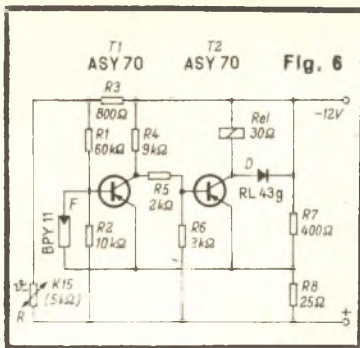 T1 T2
ASY 70 ASY 70 Fig. 6
R3
800Ω
Rel
30Ω
-12V
R1
60kΩ
R4
9kΩ
D
RL 43g
F
BPY 11
R5
2kΩ
R2
10kΩ
R6
2kΩ
R7
400Ω
ϑ
K15
(5kΩ)
R
R8
25Ω
+